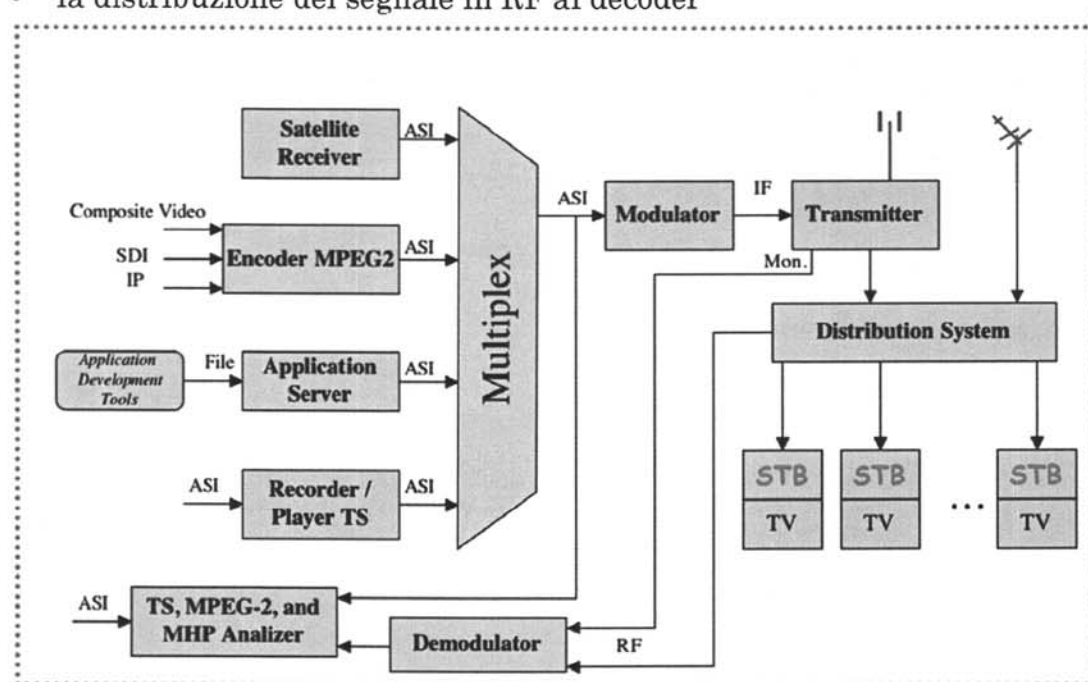 la distribuzione del segnale in RF ai decoder
Satellite
Receiver
ASI
Composite Video
SDI
IP
Encoder MPEG2
ASI
Application
Development
Tools
File
Application
Server
ASI
ASI
Recorder /
Player TS
ASI
Multiplex
ASI
Modulator
IF
Transmitter
Mon.
Distribution System
STB
TV
STB
TV
...
STB
TV
ASI
TS, MPEG-2, and
MHP Analizer
Demodulator
RF